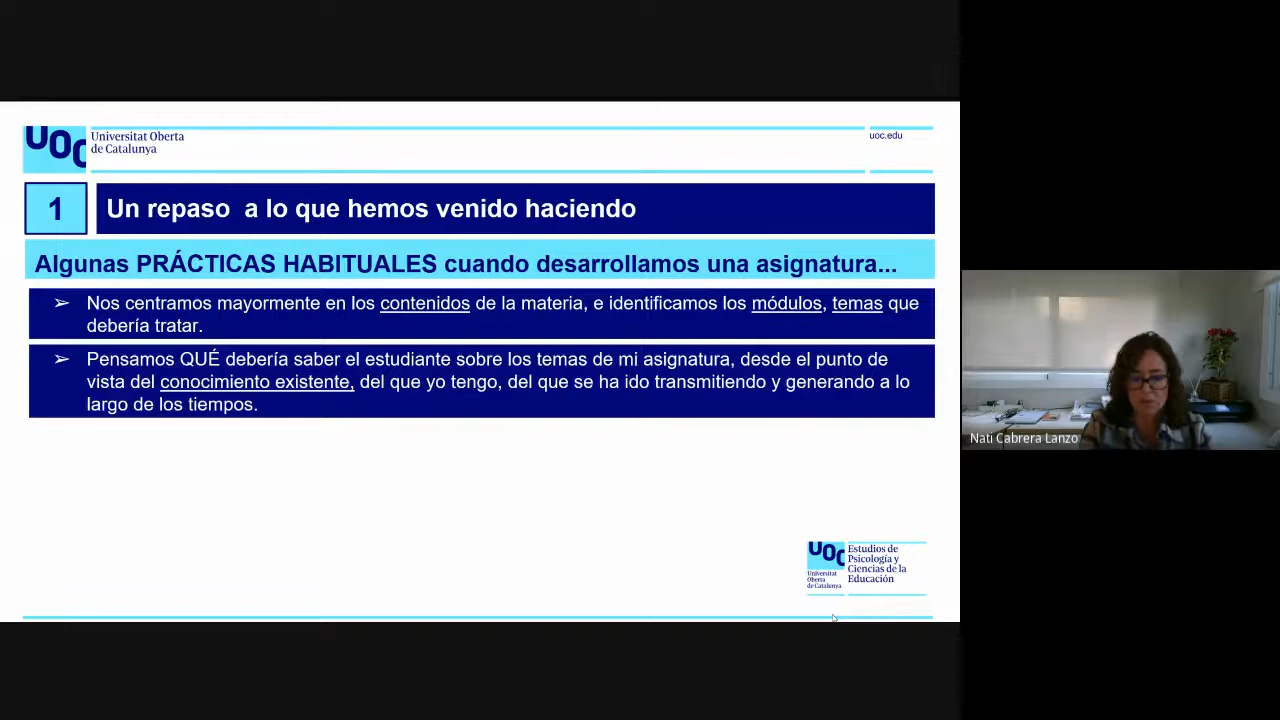 UOC
Universitat Oberta
de Catalunya
uoc.edu
1
Un repaso a lo que hemos venido haciendo
Algunas PRÁCTICAS HABITUALES cuando desarrollamos una asignatura...
➢ Nos centramos mayormente en los contenidos de la materia, e identificamos los módulos, temas que
debería tratar.
➢ Pensamos QUÉ debería saber el estudiante sobre los temas de mi asignatura, desde el punto de
vista del conocimiento existente, del que yo tengo, del que se ha ido transmitiendo y generando a lo
largo de los tiempos.
Nati Cabrera Lanzo
UOC
Universitat
Oberta
de Catalunya
Estudios de
Psicología y
Ciencias de la
Educación